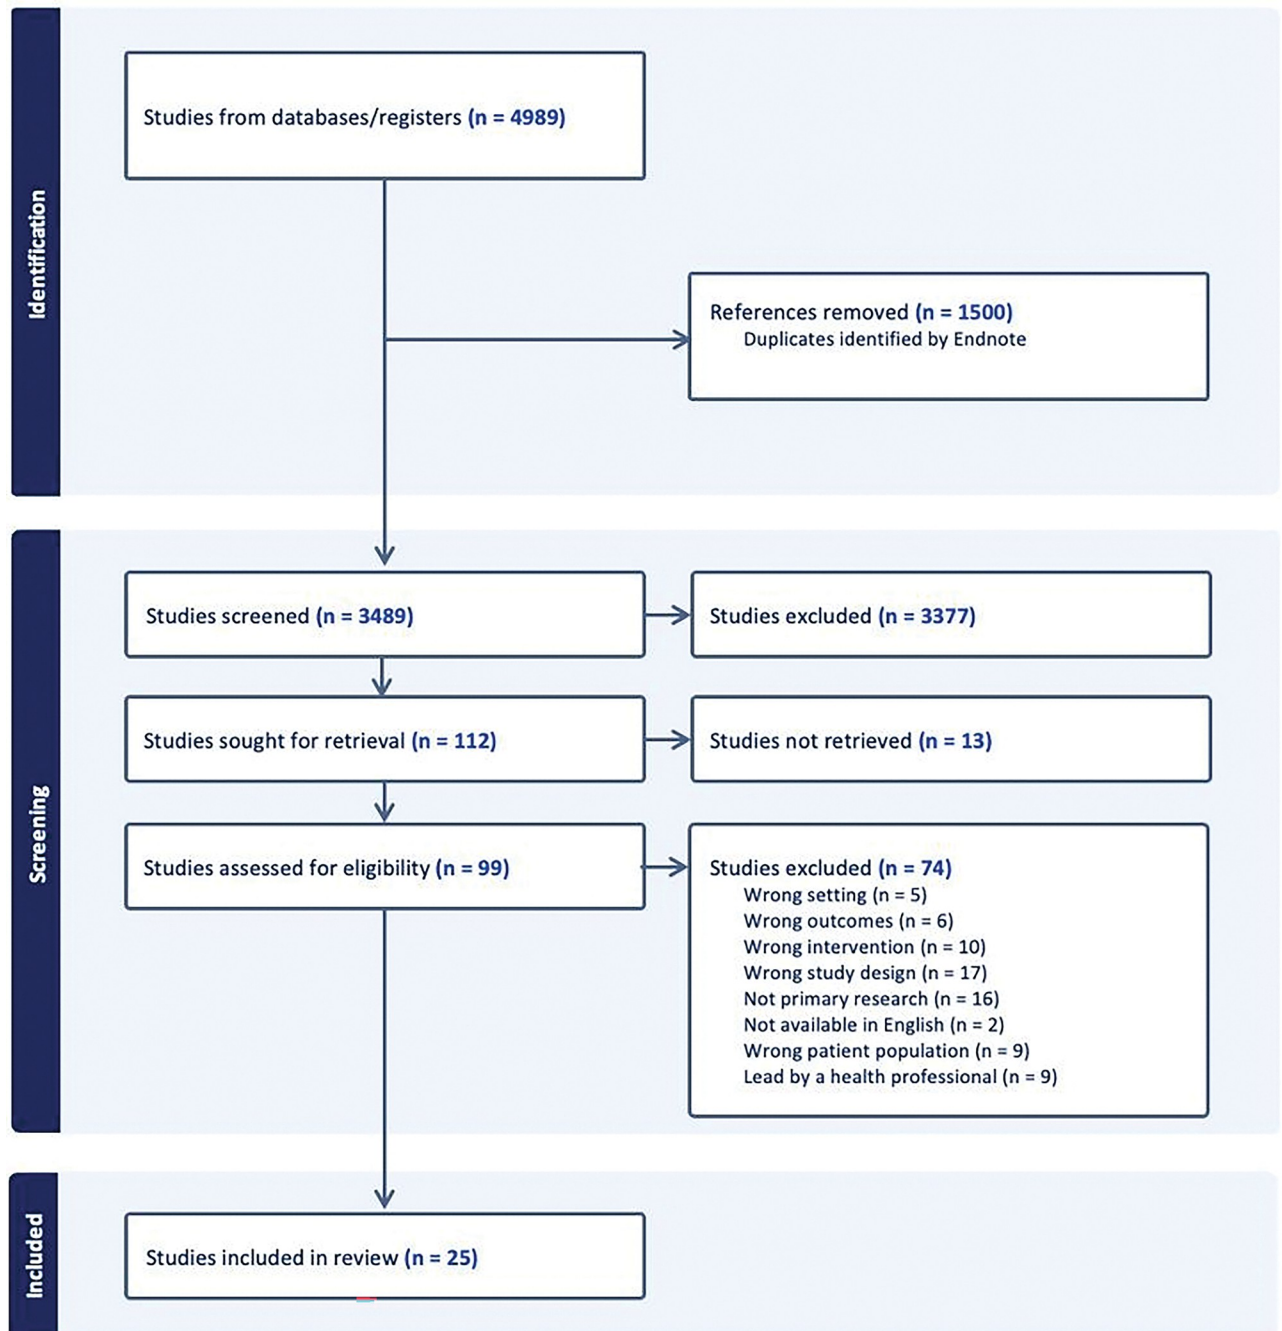 Identification
Studies from databases/registers (n = 4989)
References removed (n = 1500)
Duplicates identified by Endnote
Screening
Studies screened (n = 3489)
Studies excluded (n = 3377)
Studies sought for retrieval (n = 112)
Studies not retrieved (n = 13)
Studies assessed for eligibility (n = 99)
Studies excluded (n = 74)
Wrong setting (n = 5)
Wrong outcomes (n = 6)
Wrong intervention (n = 10)
Wrong study design (n = 17)
Not primary research (n = 16)
Not available in English (n = 2)
Wrong patient population (n = 9)
Lead by a health professional (n = 9)
Included
Studies included in review (n = 25)